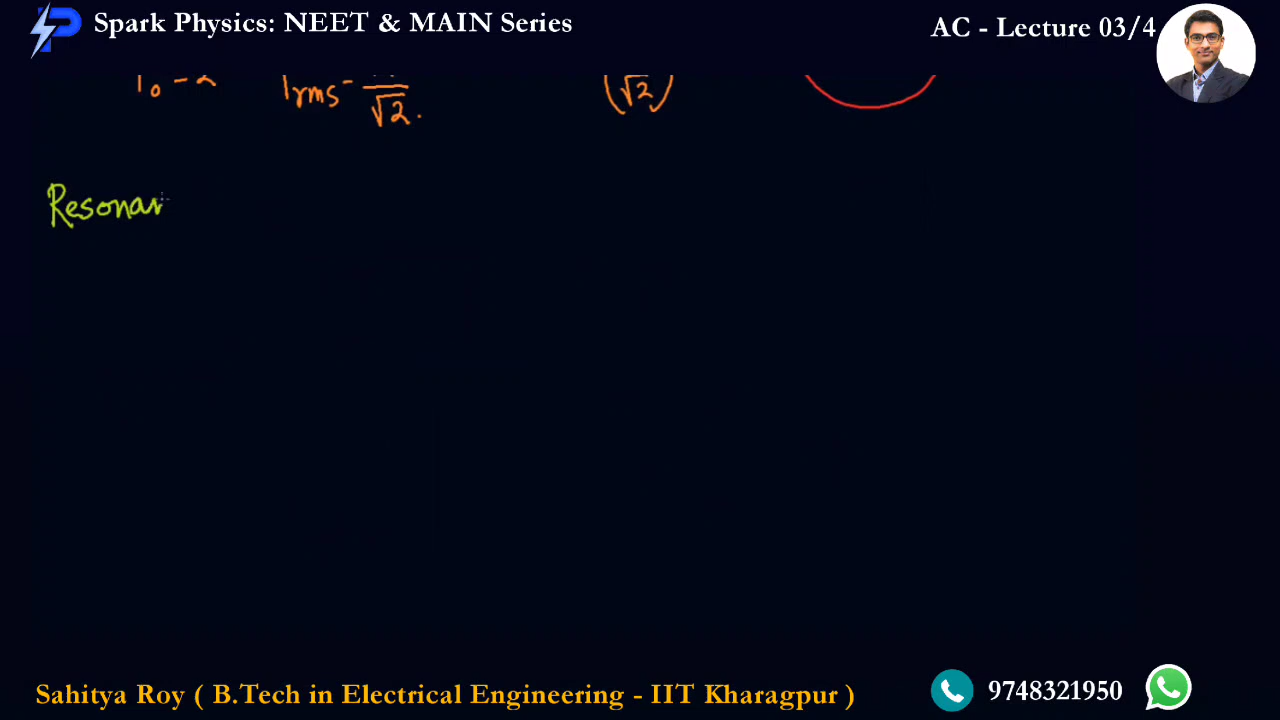 Spark Physics: NEET & MAIN Series
AC - Lecture 03/4
Irms = 
√2.
(√2)
Resonan
Sahitya Roy ( B.Tech in Electrical Engineering - IIT Kharagpur )
9748321950